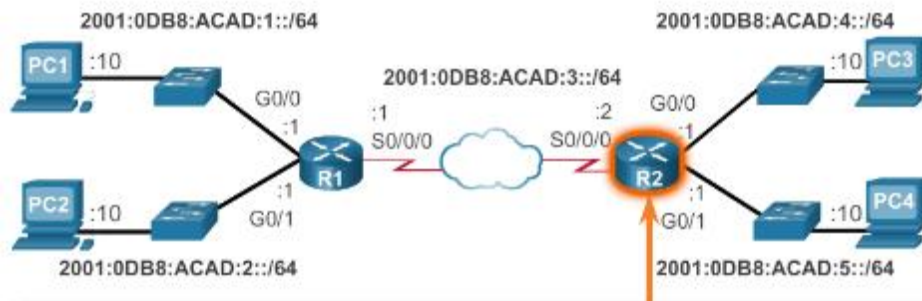 2001:0DB8:ACAD:1::/64
2001:0DB8:ACAD:4::/64
PC1
:10
:10
PC3
2001:0DB8:ACAD:3::/64
G0/0
G0/0
:1
:1
:2
:1
S0/0/0
S0/0/0
R1
R2
:1
:1
PC2
:10
G0/1
G0/1
:10
PC4
2001:0DB8:ACAD:2::/64
2001:0DB8:ACAD:5::/64